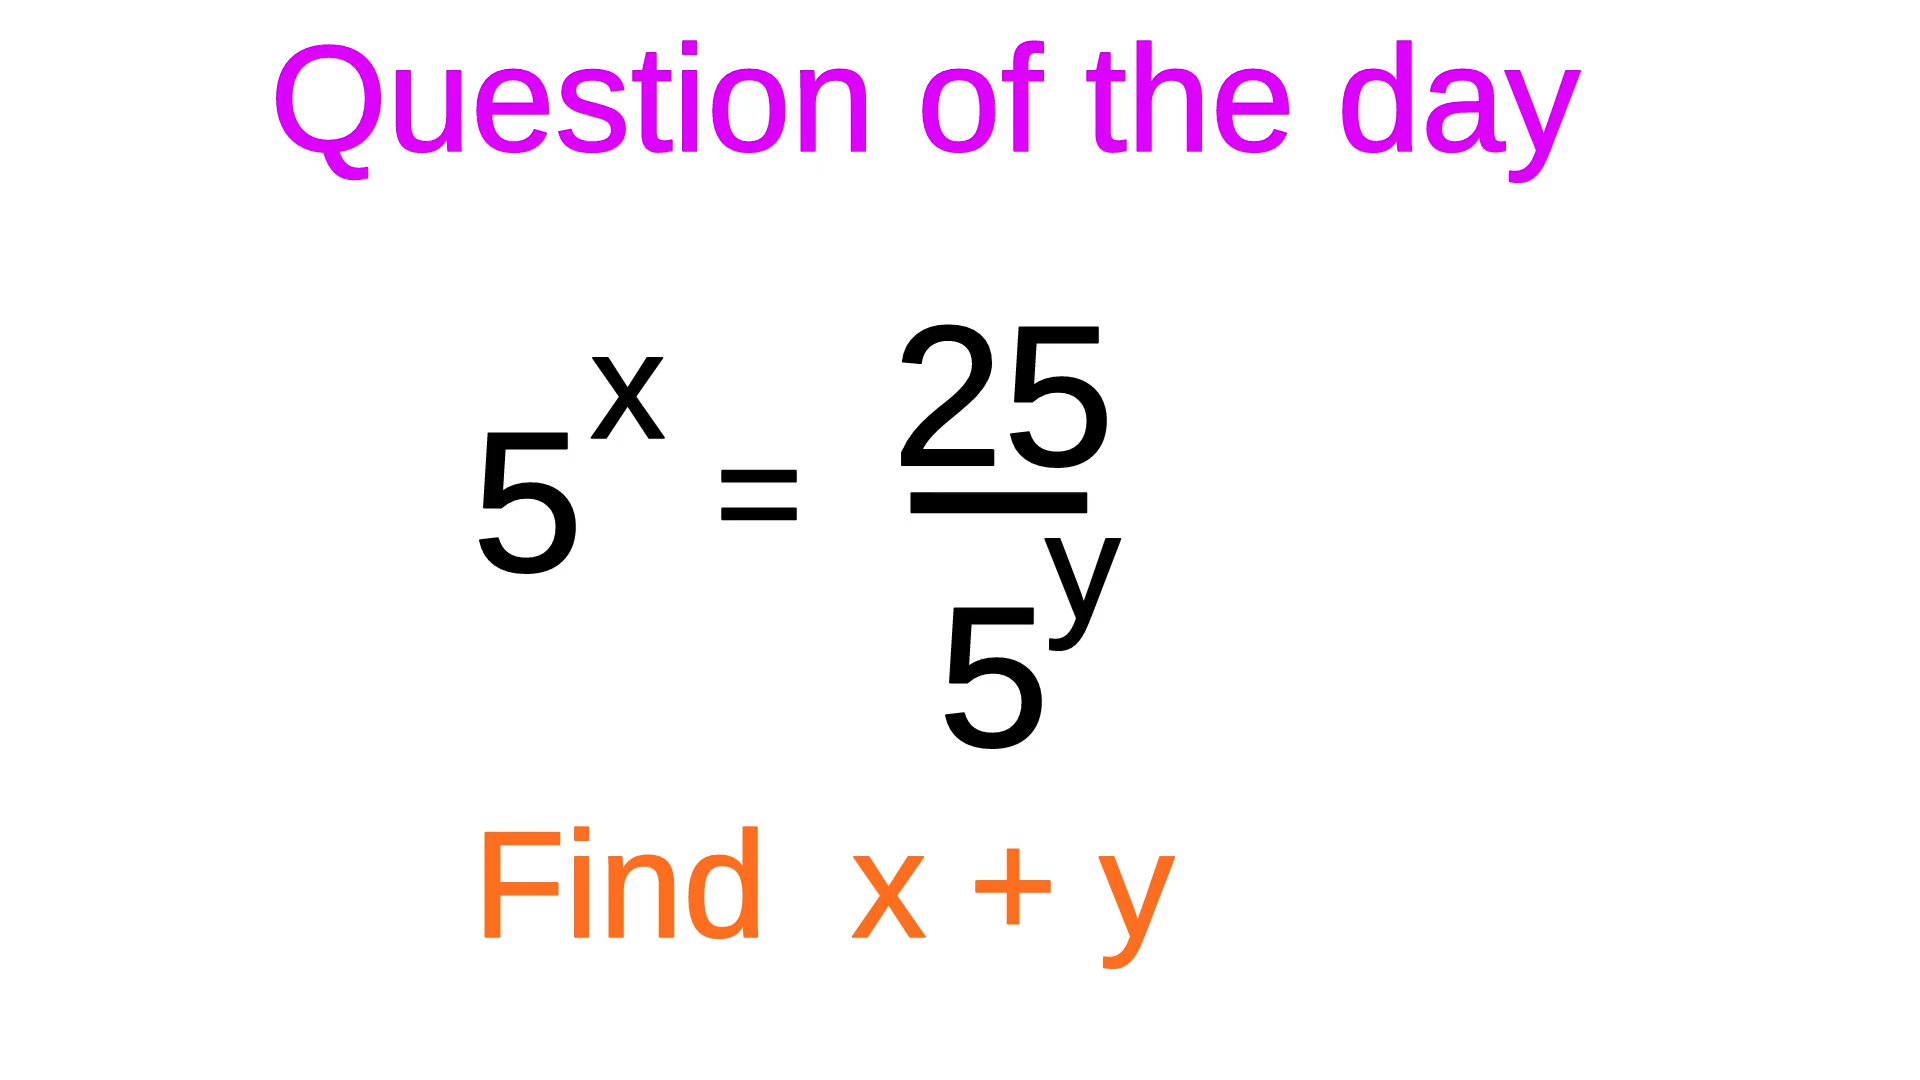 Question of the day
5^x = 25/5^y
Find x + y